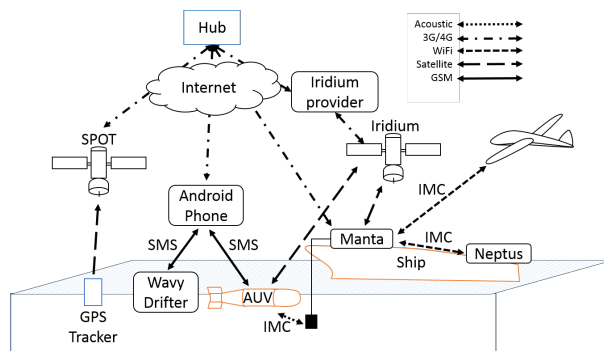 Hub
Acoustic
3G/4G
WiFi
Satellite
GSM
Internet
Iridium
provider
SPOT
Iridium
IMC
Android
Phone
SMS
SMS
Manta
IMC
Neptus
Ship
Wavy
Drifter
AUV
GPS
Tracker
IMC